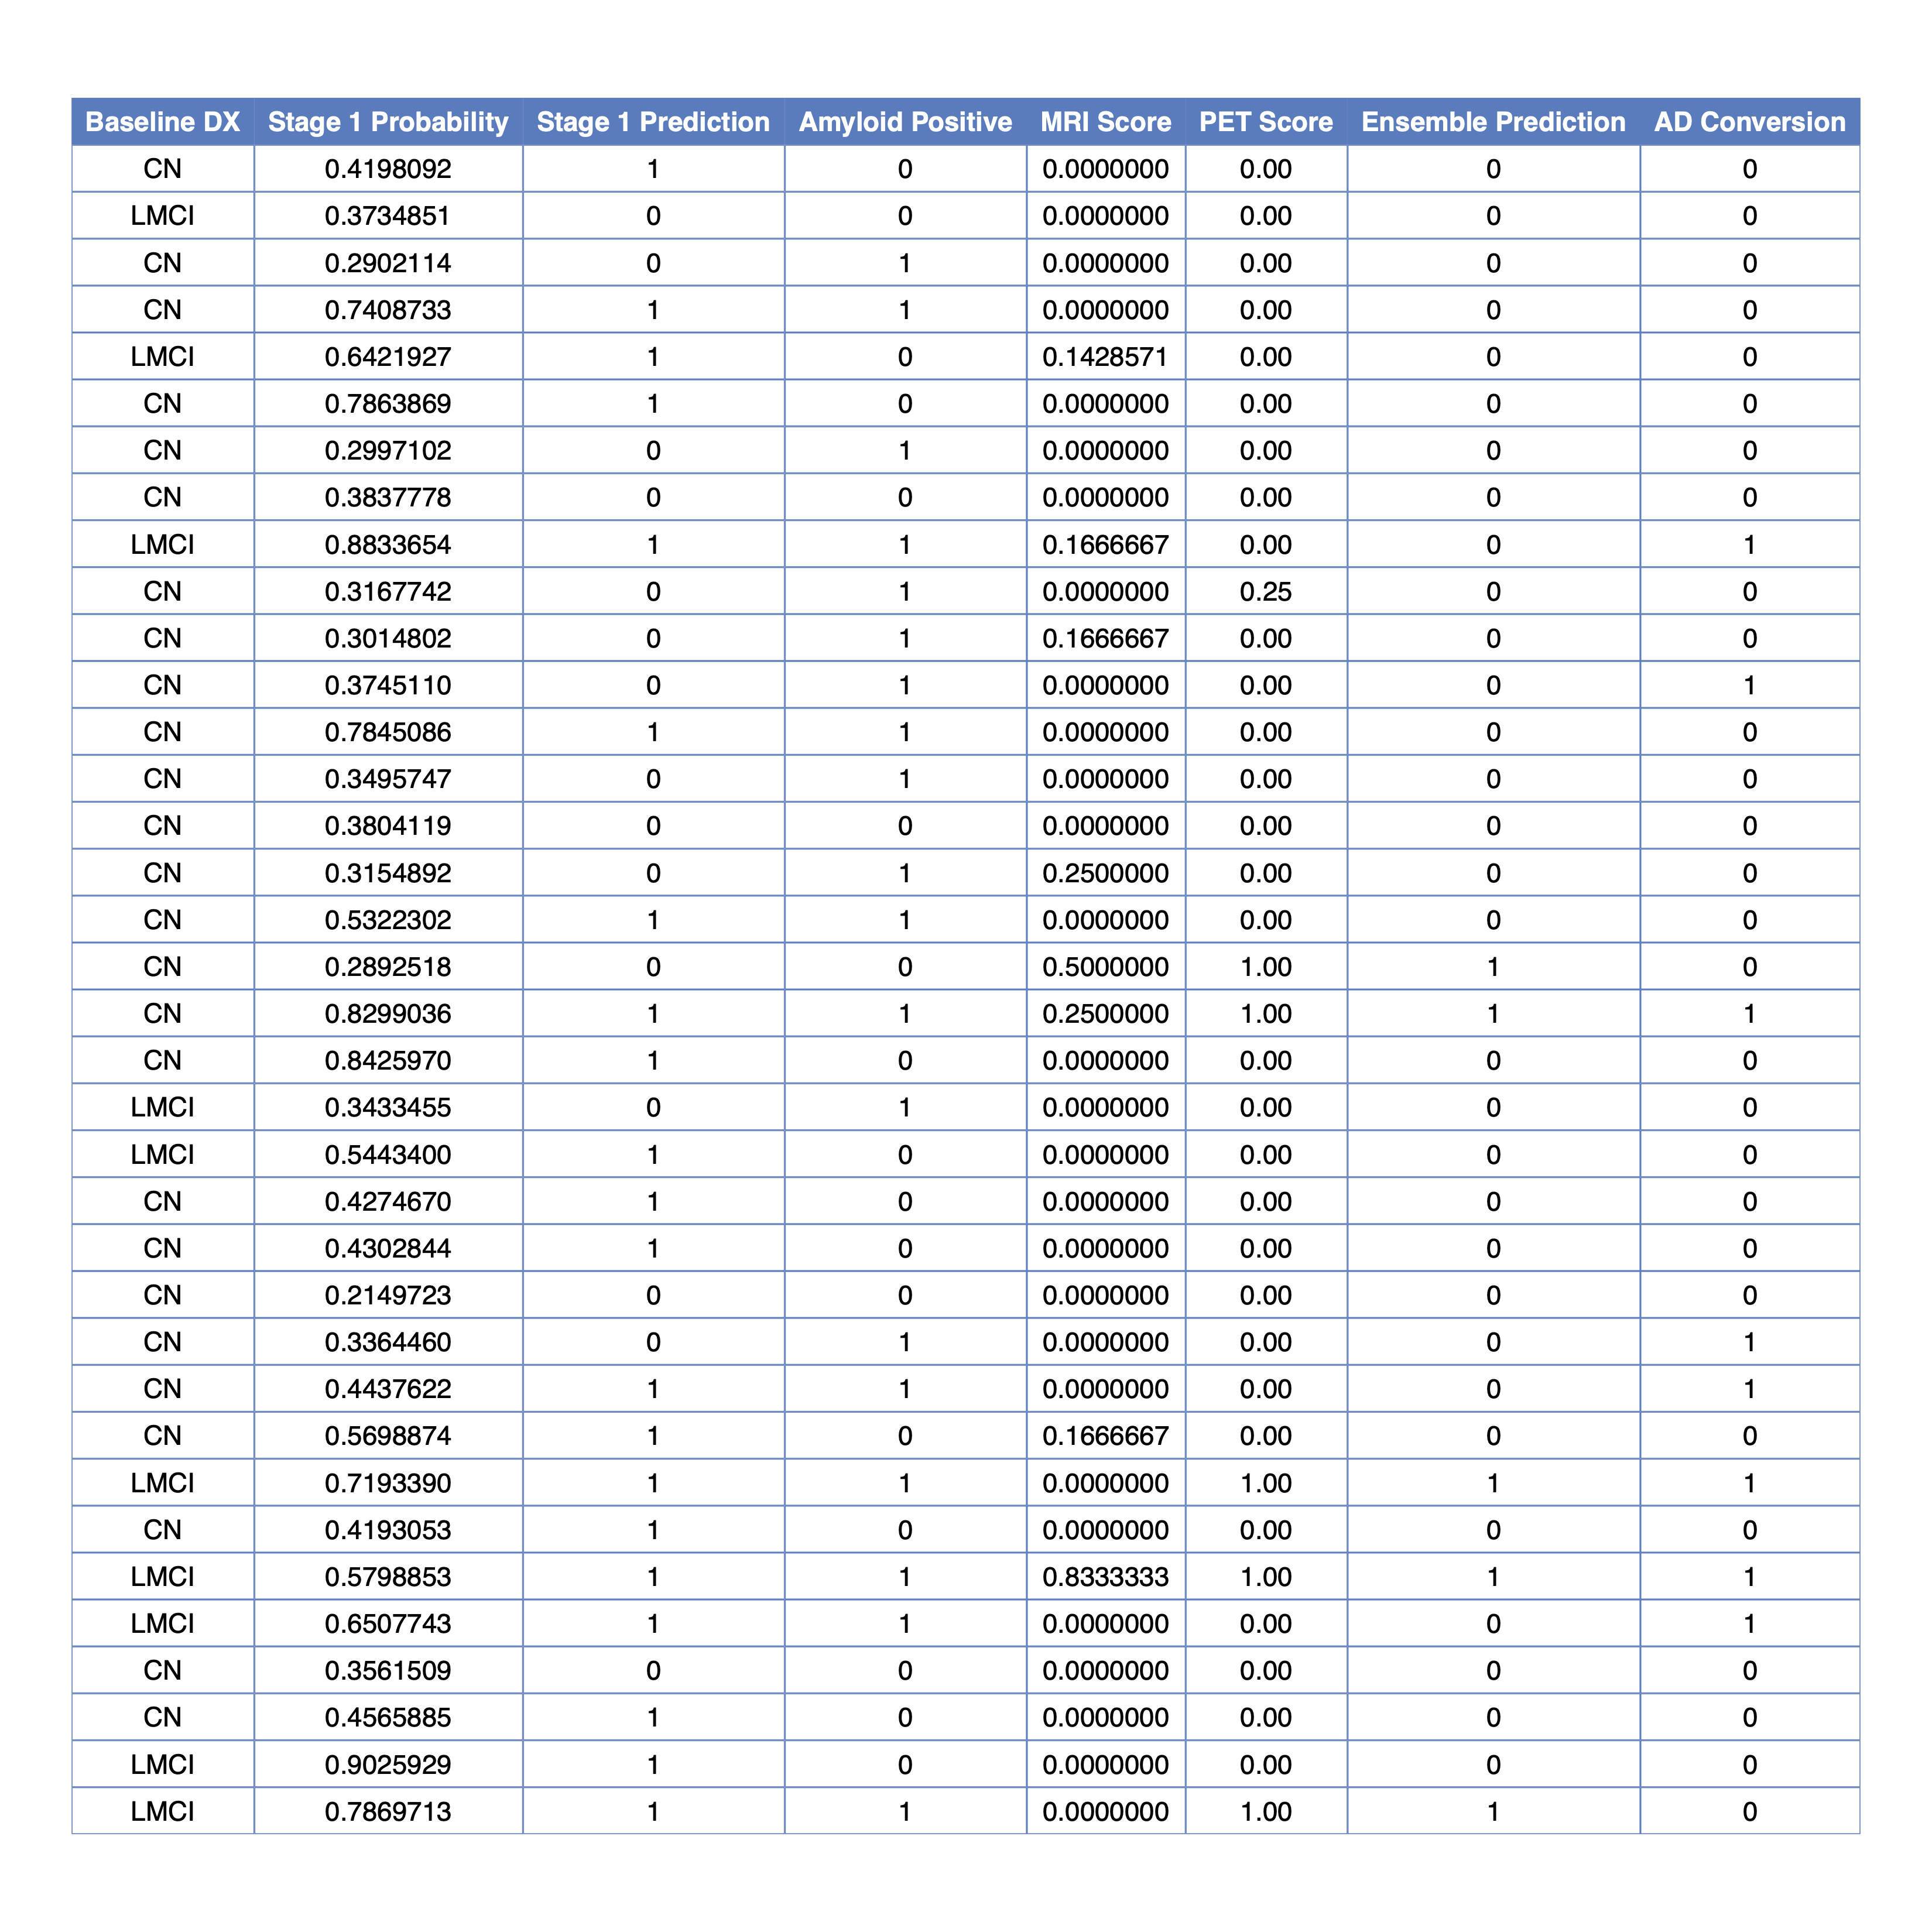 Baseline DX Stage 1 Probability Stage 1 Prediction Amyloid Positive MRI Score PET Score Ensemble Prediction AD Conversion
CN 0.4198092 1 0 0.0000000 0.00 0 0
LMCI 0.3734851 0 0 0.0000000 0.00 0 0
CN 0.2902114 0 1 0.0000000 0.00 0 0
CN 0.7408733 1 1 0.0000000 0.00 0 0
LMCI 0.6421927 1 0 0.1428571 0.00 0 0
CN 0.7863869 1 0 0.0000000 0.00 0 0
CN 0.2997102 0 1 0.0000000 0.00 0 0
CN 0.3837778 0 0 0.0000000 0.00 0 0
LMCI 0.8833654 1 1 0.1666667 0.00 0 1
CN 0.3167742 0 1 0.0000000 0.25 0 0
CN 0.3014802 0 1 0.1666667 0.00 0 0
CN 0.3745110 0 1 0.0000000 0.00 0 1
CN 0.7845086 1 1 0.0000000 0.00 0 0
CN 0.3495747 0 1 0.0000000 0.00 0 0
CN 0.3804119 0 0 0.0000000 0.00 0 0
CN 0.3154892 0 1 0.2500000 0.00 0 0
CN 0.5322302 1 1 0.0000000 0.00 0 0
CN 0.2892518 0 0 0.5000000 1.00 1 0
CN 0.8299036 1 1 0.2500000 1.00 1 1
CN 0.8425970 1 0 0.0000000 0.00 0 0
LMCI 0.3433455 0 1 0.0000000 0.00 0 0
LMCI 0.5443400 1 0 0.0000000 0.00 0 0
CN 0.4274670 1 0 0.0000000 0.00 0 0
CN 0.4302844 1 0 0.0000000 0.00 0 0
CN 0.2149723 0 0 0.0000000 0.00 0 0
CN 0.3364460 0 1 0.0000000 0.00 0 1
CN 0.4437622 1 1 0.0000000 0.00 0 1
CN 0.5698874 1 0 0.1666667 0.00 0 0
LMCI 0.7193390 1 1 0.0000000 1.00 1 1
CN 0.4193053 1 0 0.0000000 0.00 0 0
LMCI 0.5798853 1 1 0.8333333 1.00 1 1
LMCI 0.6507743 1 1 0.0000000 0.00 0 1
CN 0.3561509 0 0 0.0000000 0.00 0 0
CN 0.4565885 1 0 0.0000000 0.00 0 0
LMCI 0.9025929 1 0 0.0000000 0.00 0 0
LMCI 0.7869713 1 1 0.0000000 1.00 1 0